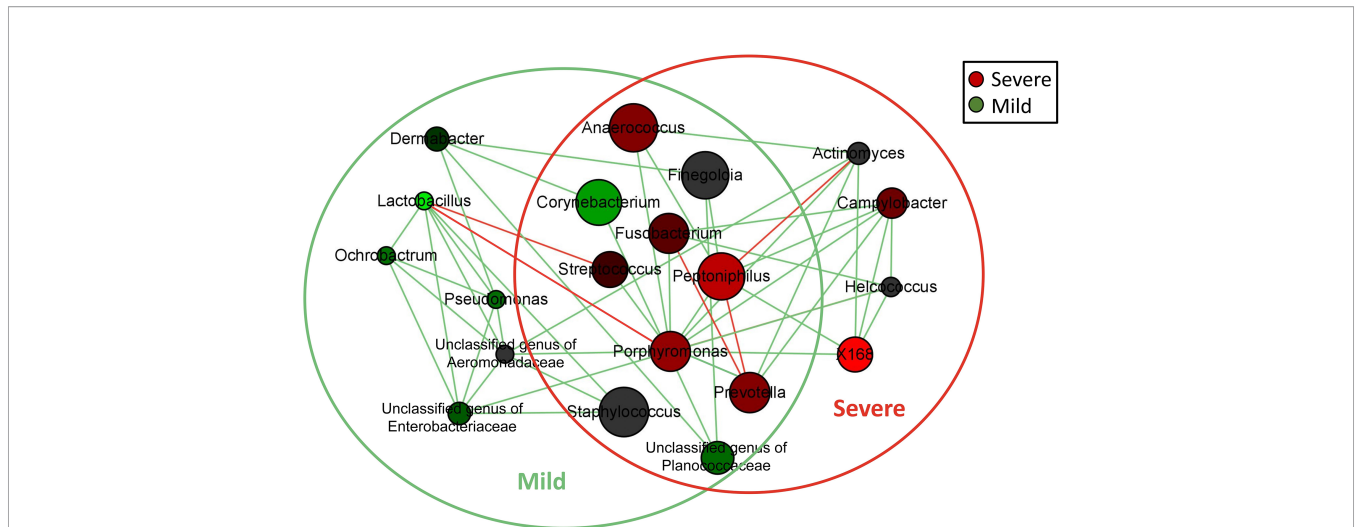 Severe
Mild
Anaerococcus
Dermabacter
Actinomyces
Finegoldia
Lactobacillus
Corynebacterium
Campylobacter
Fusobacterium
Ochrobactrum
Streptococcus
Peptoniphilus
Helcococcus
Pseudomonas
Unclassified genus of
Aeromonadaceae
Porphyromonas
X168
Prevotella
Severe
Unclassified genus of
Enterobacteriaceae
Staphylococcus
Unclassified genus of
Planococcaceae
Mild